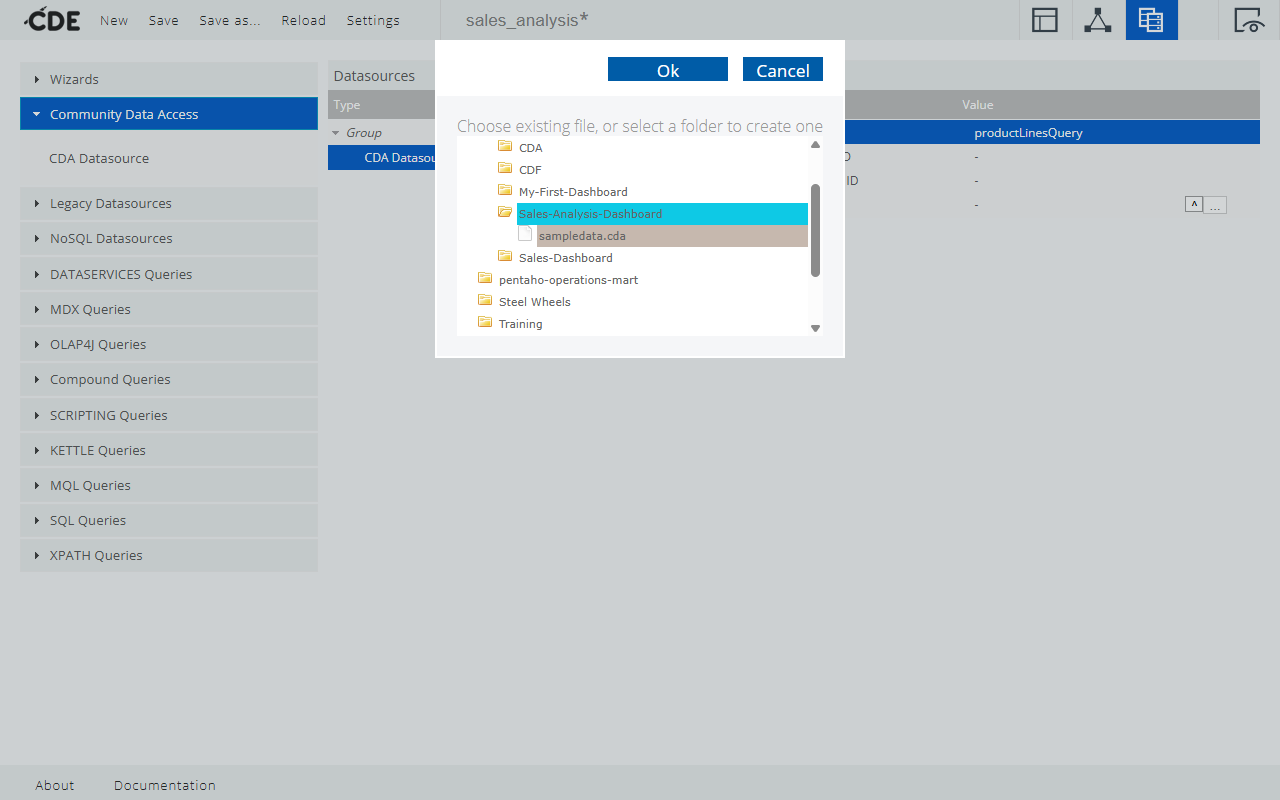 CDE New Save Save as... Reload Settings sales_analysis*
Ok Cancel
Wizards
Community Data Access
CDA Datasource
Legacy Datasources
NoSQL Datasources
DATASERVICES Queries
MDX Queries
OLAP4J Queries
Compound Queries
SCRIPTING Queries
KETTLE Queries
MQL Queries
SQL Queries
XPATH Queries
Datasources
Type Value
Group productLinesQuery
CDA Datasou
D -
ID -
- ^ ...
Choose existing file, or select a folder to create one
CDA
CDF
My-First-Dashboard
Sales-Analysis-Dashboard
sampledata.cda
Sales-Dashboard
pentaho-operations-mart
Steel Wheels
Training
About Documentation